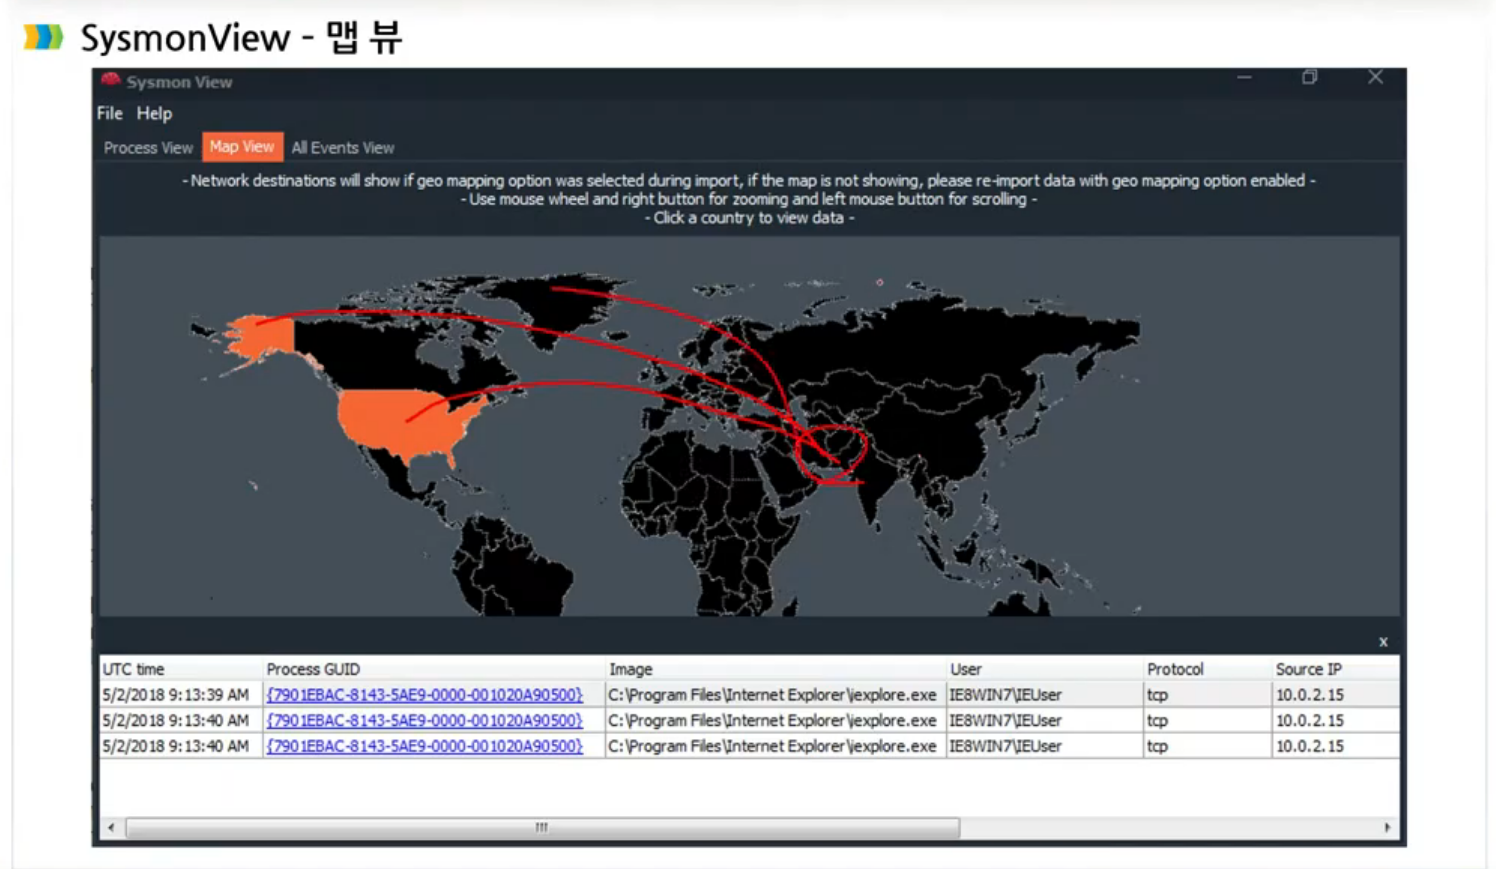 SysmonView - 맵 뷰
Sysmon View
File Help
Process View Map View All Events View
- Network destinations will show if geo mapping option was selected during import, if the map is not showing, please re-import data with geo mapping option enabled -
- Use mouse wheel and right button for zooming and left mouse button for scrolling -
- Click a country to view data -
x
UTC time Process GUID Image User Protocol Source IP
5/2/2018 9:13:39 AM {7901EBAC-8143-5AE9-0000-001020A90500} C:\Program Files\Internet Explorer\iexplore.exe IE8WIN7\IEUser tcp 10.0.2.15
5/2/2018 9:13:40 AM {7901EBAC-8143-5AE9-0000-001020A90500} C:\Program Files\Internet Explorer\iexplore.exe IE8WIN7\IEUser tcp 10.0.2.15
5/2/2018 9:13:40 AM {7901EBAC-8143-5AE9-0000-001020A90500} C:\Program Files\Internet Explorer\iexplore.exe IE8WIN7\IEUser tcp 10.0.2.15